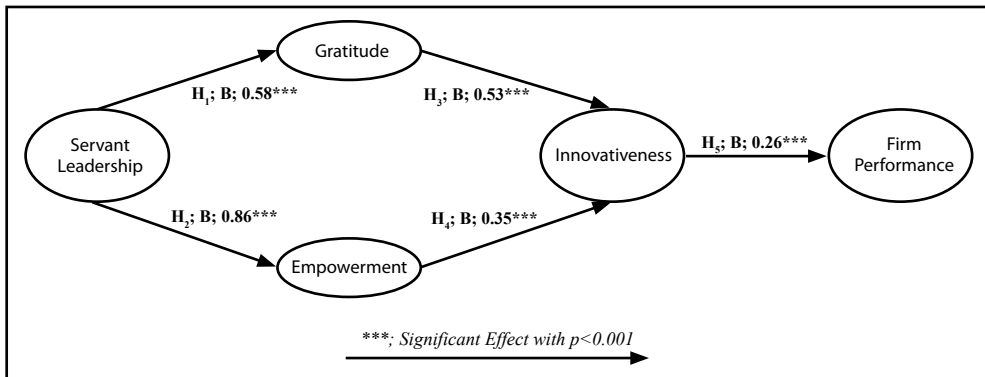 Gratitude
H₁; B; 0.58***
H₃; B; 0.53***
Servant
Leadership
Innovativeness
H₅; B; 0.26***
Firm
Performance
H₂; B; 0.86***
H₄; B; 0.35***
Empowerment
***; Significant Effect with p<0.001